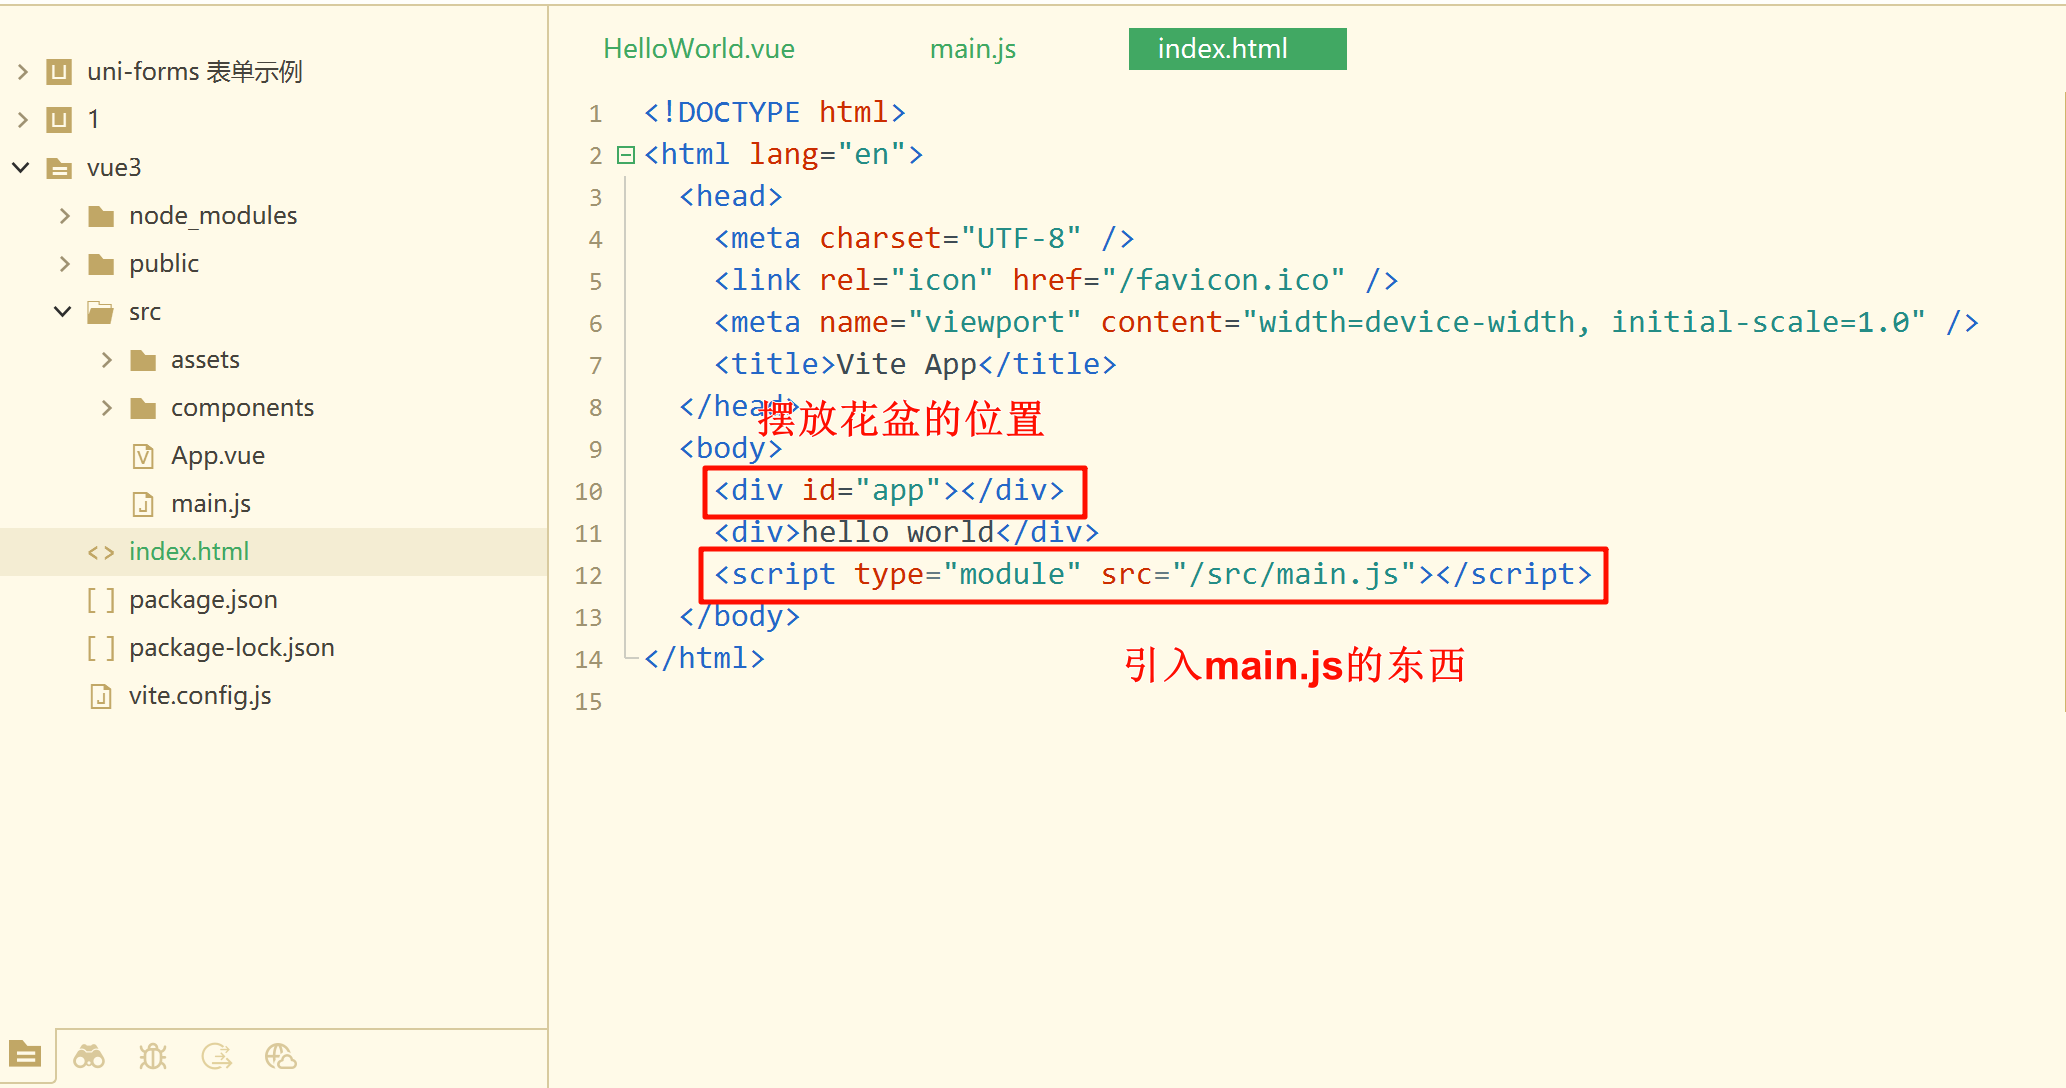 uni-forms 表单示例
1
vue3
node_modules
public
src
assets
components
App.vue
main.js
index.html
package.json
package-lock.json
vite.config.js
HelloWorld.vue
main.js
index.html
1 <!DOCTYPE html>
2 <html lang="en">
3 <head>
4 <meta charset="UTF-8" />
5 <link rel="icon" href="/favicon.ico" />
6 <meta name="viewport" content="width=device-width, initial-scale=1.0" />
7 <title>Vite App</title>
8 </head>
摆放花盆的位置
9 <body>
10 <div id="app"></div>
11 <div>hello world</div>
12 <script type="module" src="/src/main.js"></script>
13 </body>
14 </html>
引入main.js的东西
15